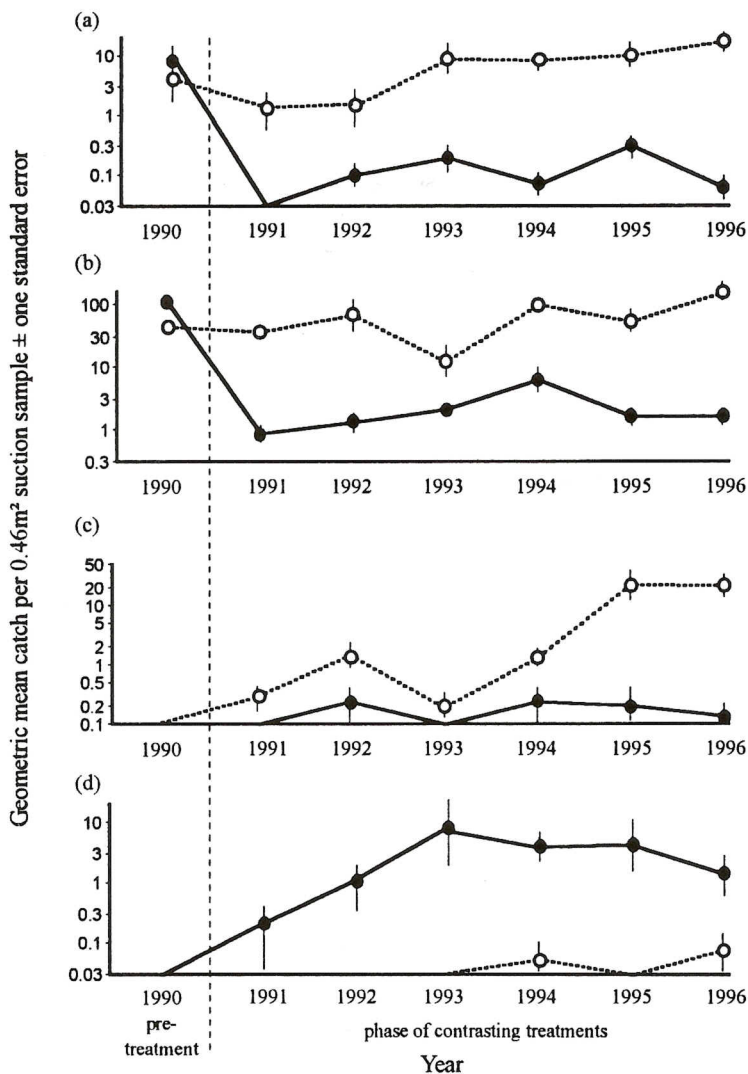 Geometric mean catch per 0.46m² suction sample ± one standard error
(a)
10
3
1
0.3
0.1
0.03
1990 1991 1992 1993 1994 1995 1996
(b)
100
30
10
3
1
0.3
1990 1991 1992 1993 1994 1995 1996
(c)
50
20
10
5
2
1
0.5
0.2
0.1
1990 1991 1992 1993 1994 1995 1996
(d)
10
3
1
0.3
0.1
0.03
1990 1991 1992 1993 1994 1995 1996
pre-
treatment
phase of contrasting treatments
Year